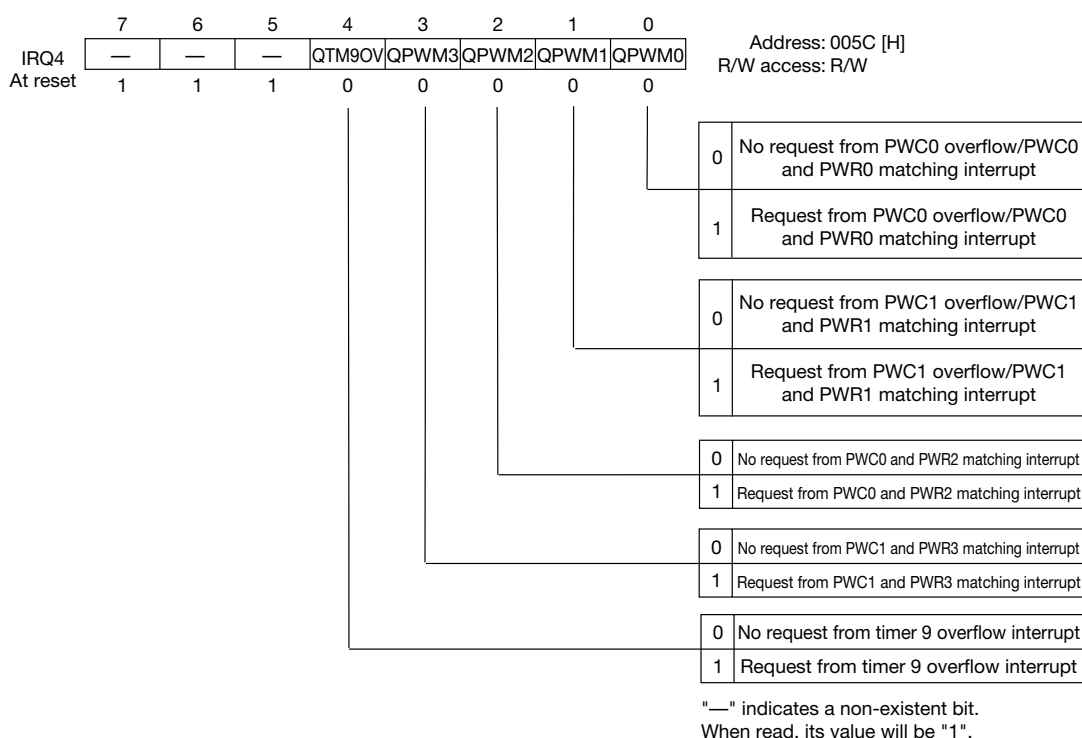 7 6 5 4 3 2 1 0
IRQ4 — — — QTM9OV QPWM3 QPWM2 QPWM1 QPWM0
At reset 1 1 1 0 0 0 0 0
Address: 005C [H]
R/W access: R/W
0 No request from PWC0 overflow/PWC0
and PWR0 matching interrupt
1 Request from PWC0 overflow/PWC0
and PWR0 matching interrupt
0 No request from PWC1 overflow/PWC1
and PWR1 matching interrupt
1 Request from PWC1 overflow/PWC1
and PWR1 matching interrupt
0 No request from PWC0 and PWR2 matching interrupt
1 Request from PWC0 and PWR2 matching interrupt
0 No request from PWC1 and PWR3 matching interrupt
1 Request from PWC1 and PWR3 matching interrupt
0 No request from timer 9 overflow interrupt
1 Request from timer 9 overflow interrupt
"—" indicates a non-existent bit.
When read, its value will be "1".